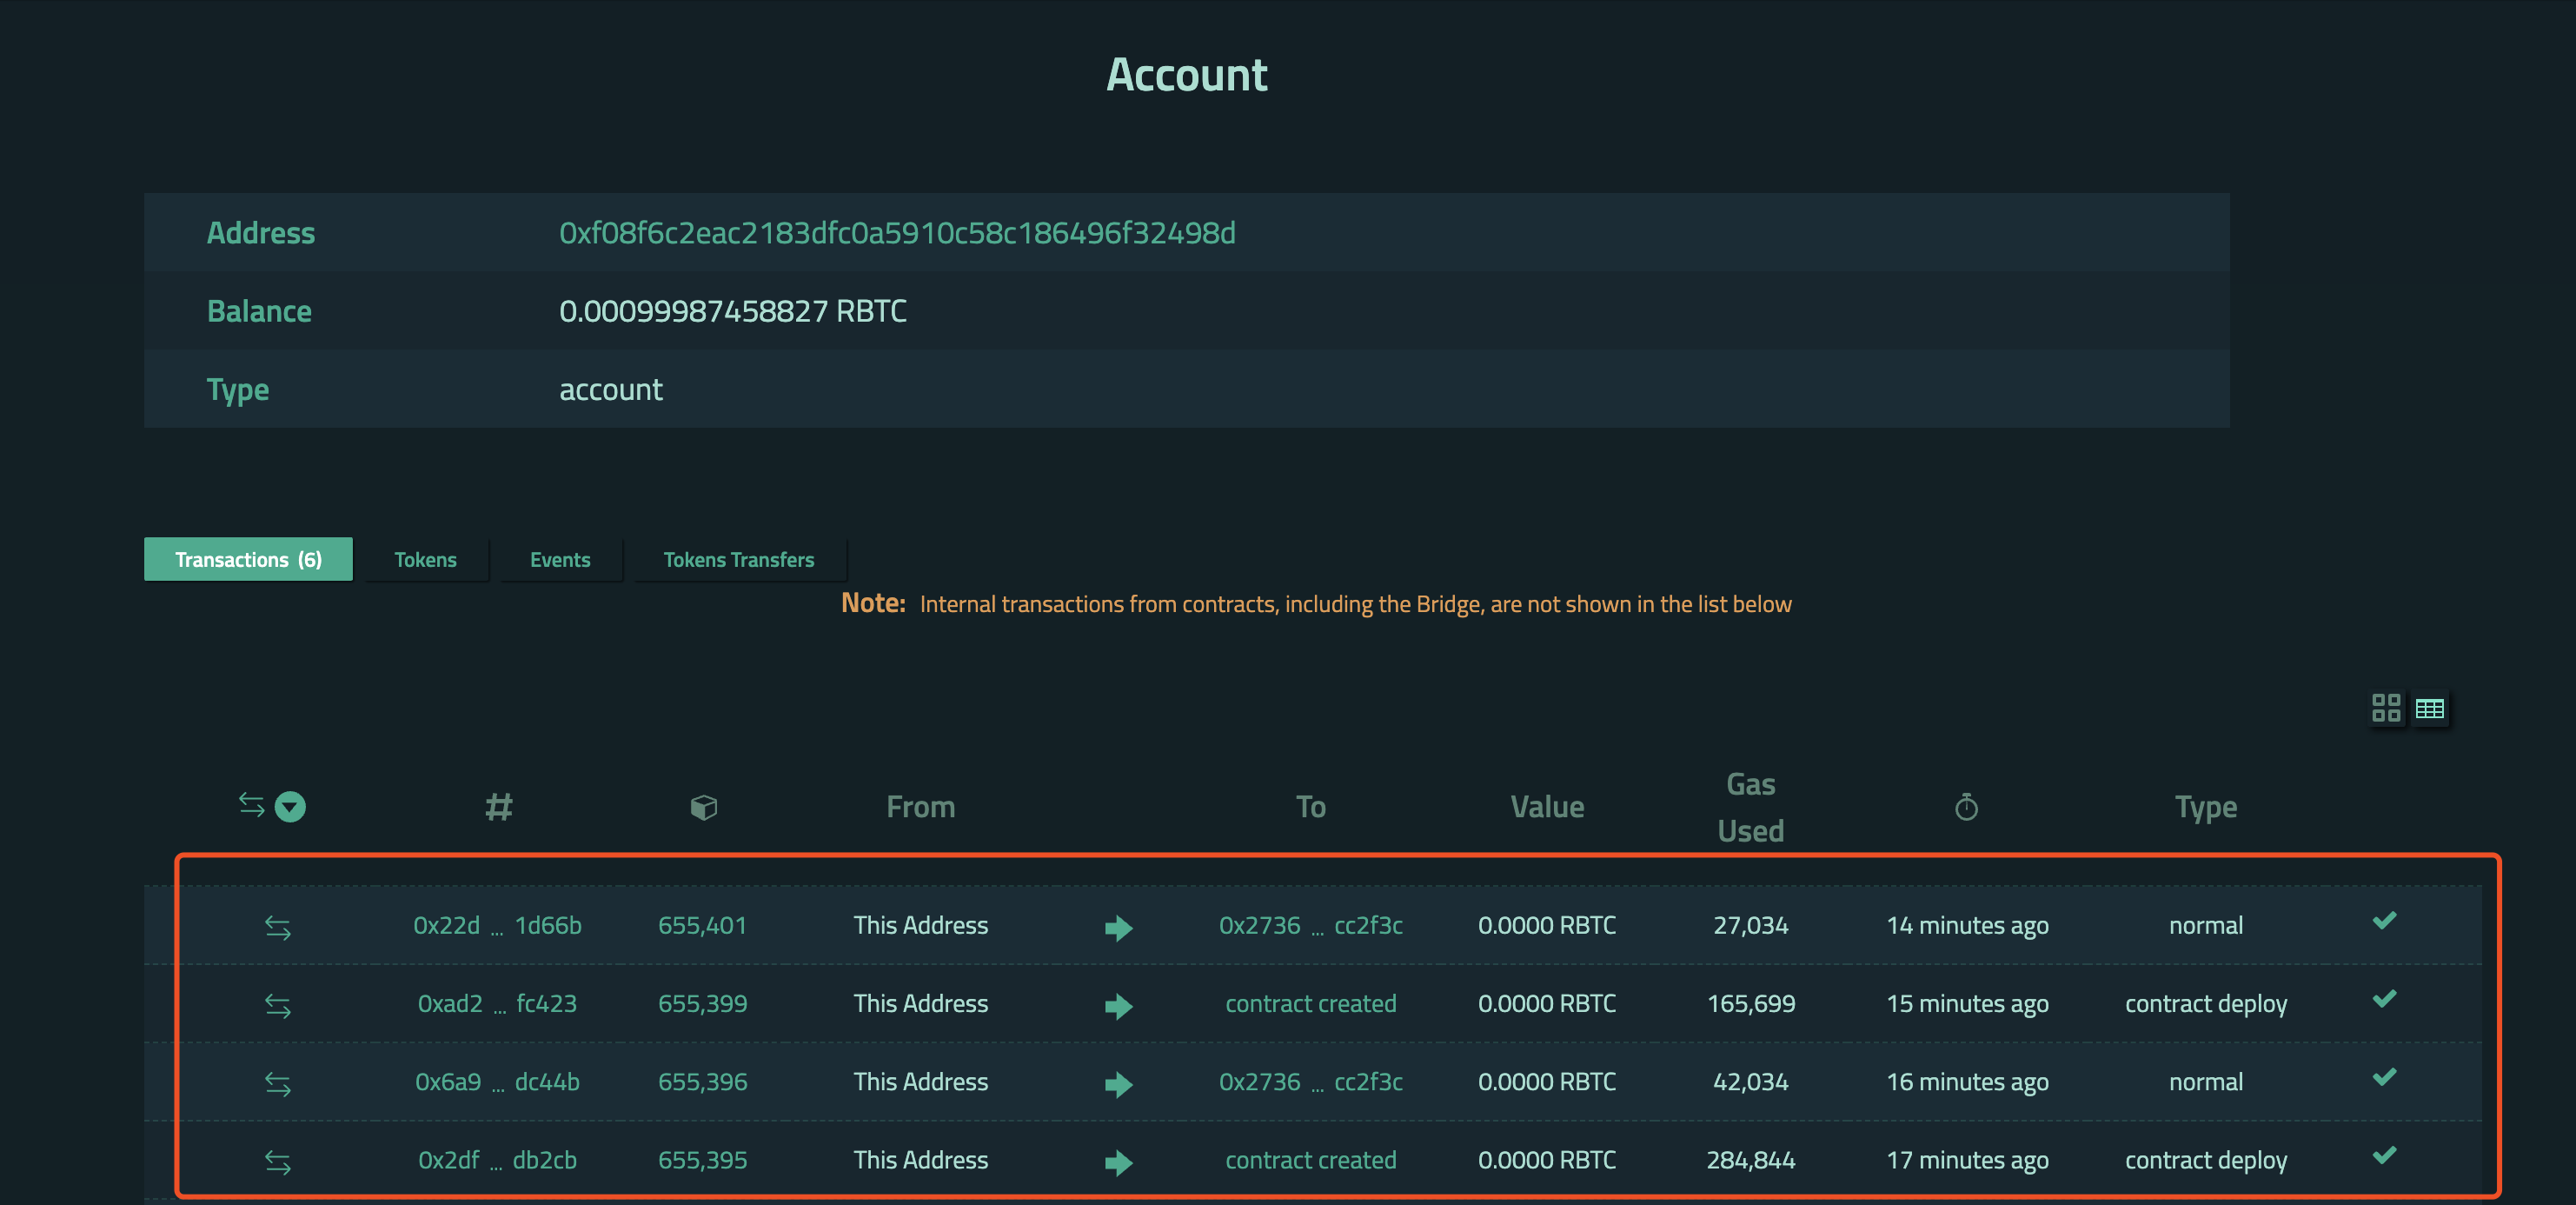 Account
Address 0xf08f6c2eac2183dfc0a5910c58c186496f32498d
Balance 0.00099987458827 RBTC
Type account
Transactions (6) Tokens Events Tokens Transfers
Note: Internal transactions from contracts, including the Bridge, are not shown in the list below
# From To Value Gas Used Type
0x22d ... 1d66b 655,401 This Address 0x2736 ... cc2f3c 0.0000 RBTC 27,034 14 minutes ago normal
0xad2 ... fc423 655,399 This Address contract created 0.0000 RBTC 165,699 15 minutes ago contract deploy
0x6a9 ... dc44b 655,396 This Address 0x2736 ... cc2f3c 0.0000 RBTC 42,034 16 minutes ago normal
0x2df ... db2cb 655,395 This Address contract created 0.0000 RBTC 284,844 17 minutes ago contract deploy